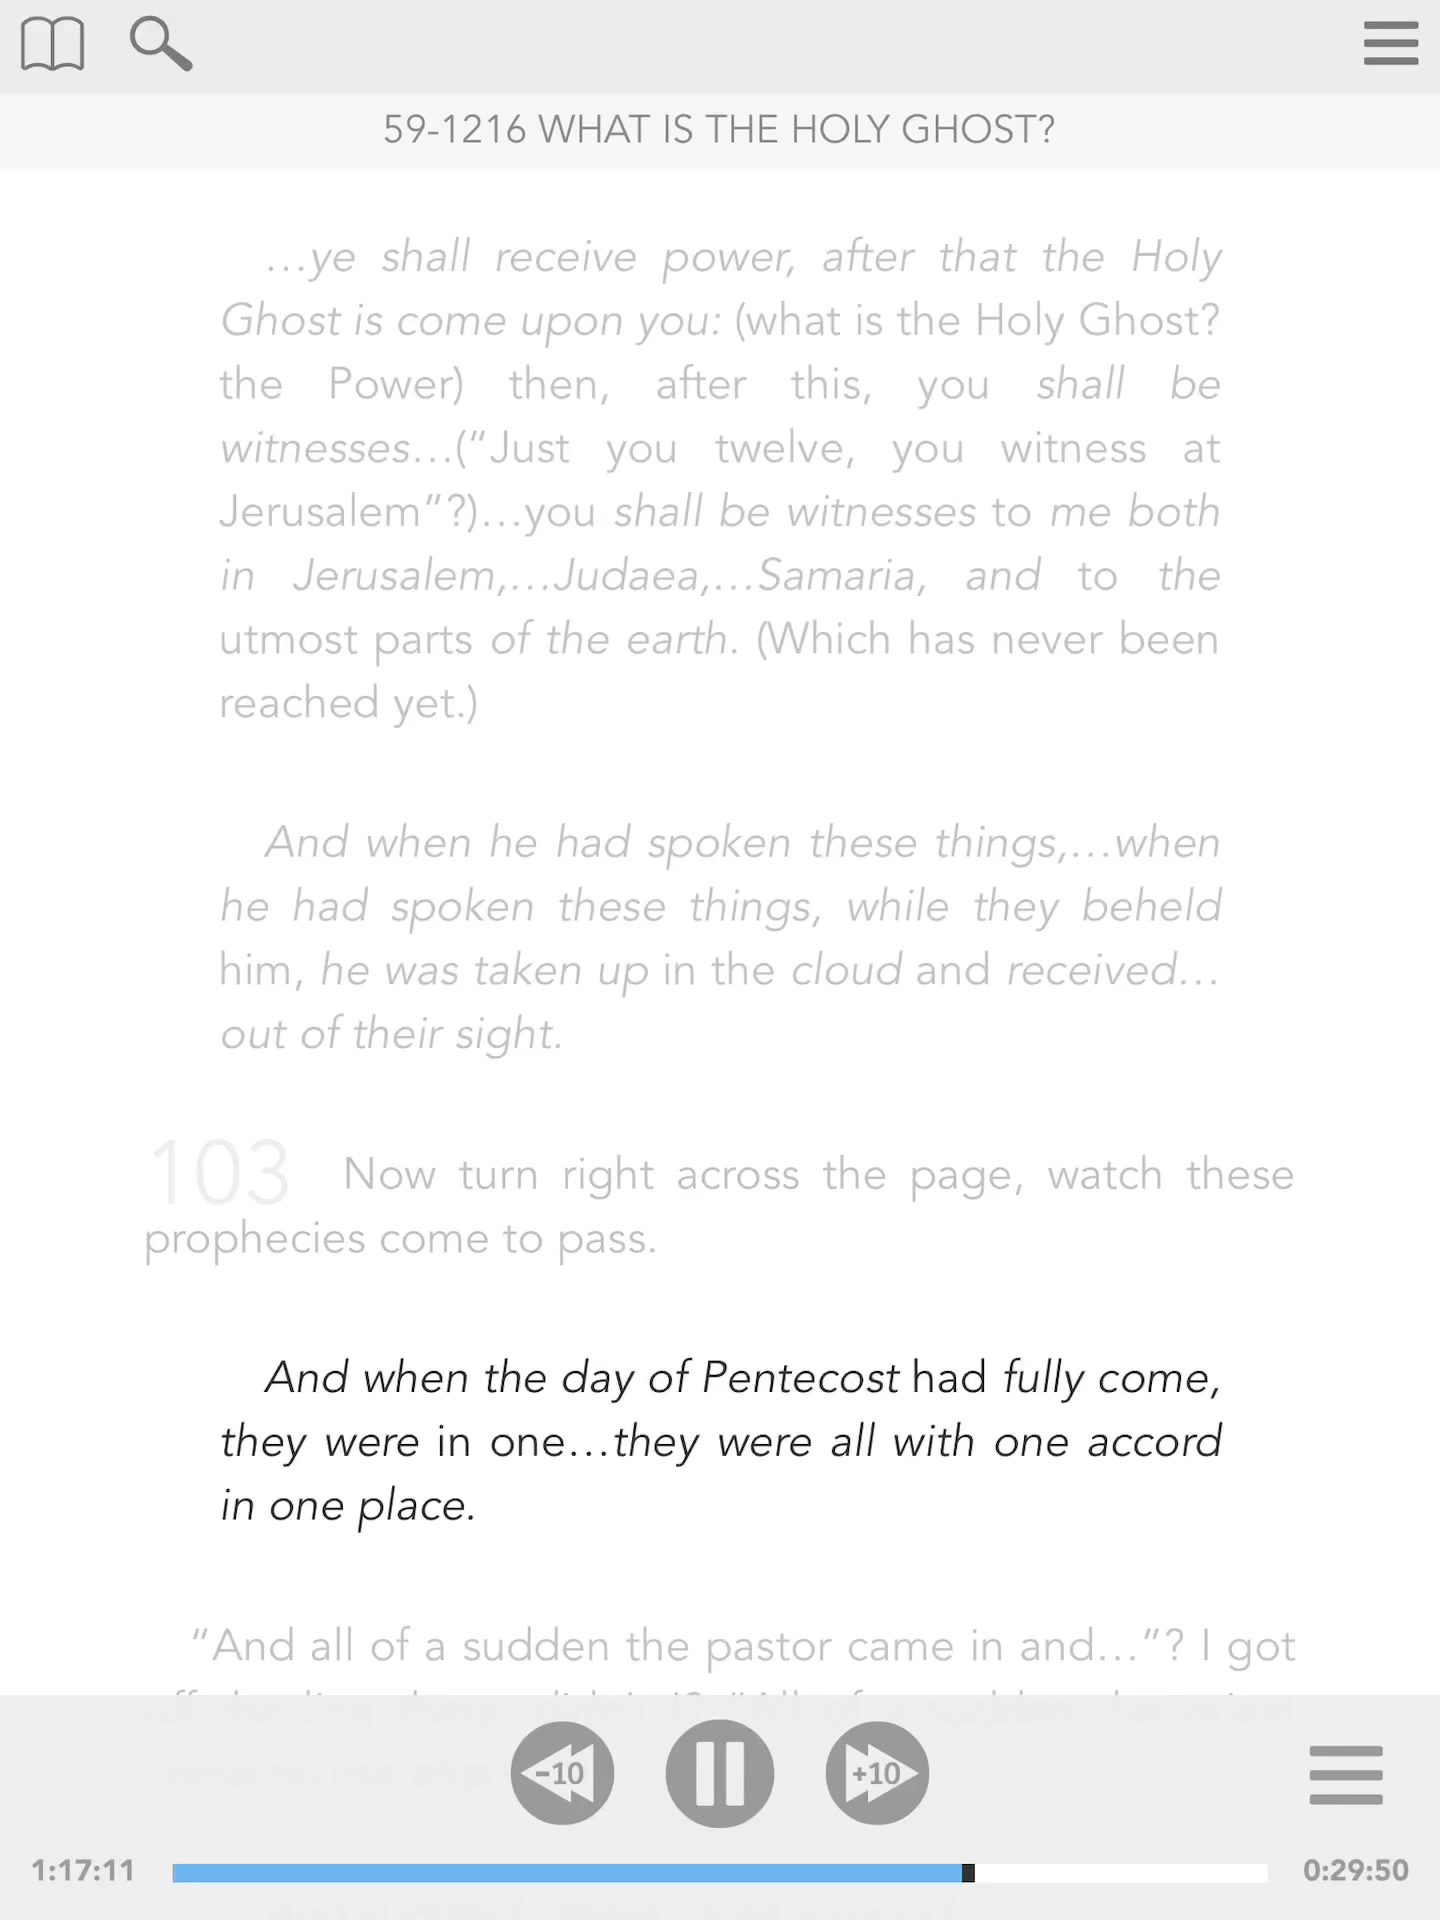 59-1216 WHAT IS THE HOLY GHOST?
…ye shall receive power, after that the Holy
Ghost is come upon you: (what is the Holy Ghost?
the Power) then, after this, you shall be
witnesses…(“Just you twelve, you witness at
Jerusalem”?)…you shall be witnesses to me both
in Jerusalem,…Judaea,…Samaria, and to the
utmost parts of the earth. (Which has never been
reached yet.)
And when he had spoken these things,…when
he had spoken these things, while they beheld
him, he was taken up in the cloud and received…
out of their sight.
103 Now turn right across the page, watch these
prophecies come to pass.
And when the day of Pentecost had fully come,
they were in one…they were all with one accord
in one place.
“And all of a sudden the pastor came in and…”? I got
-10 +10
1:17:11 0:29:50